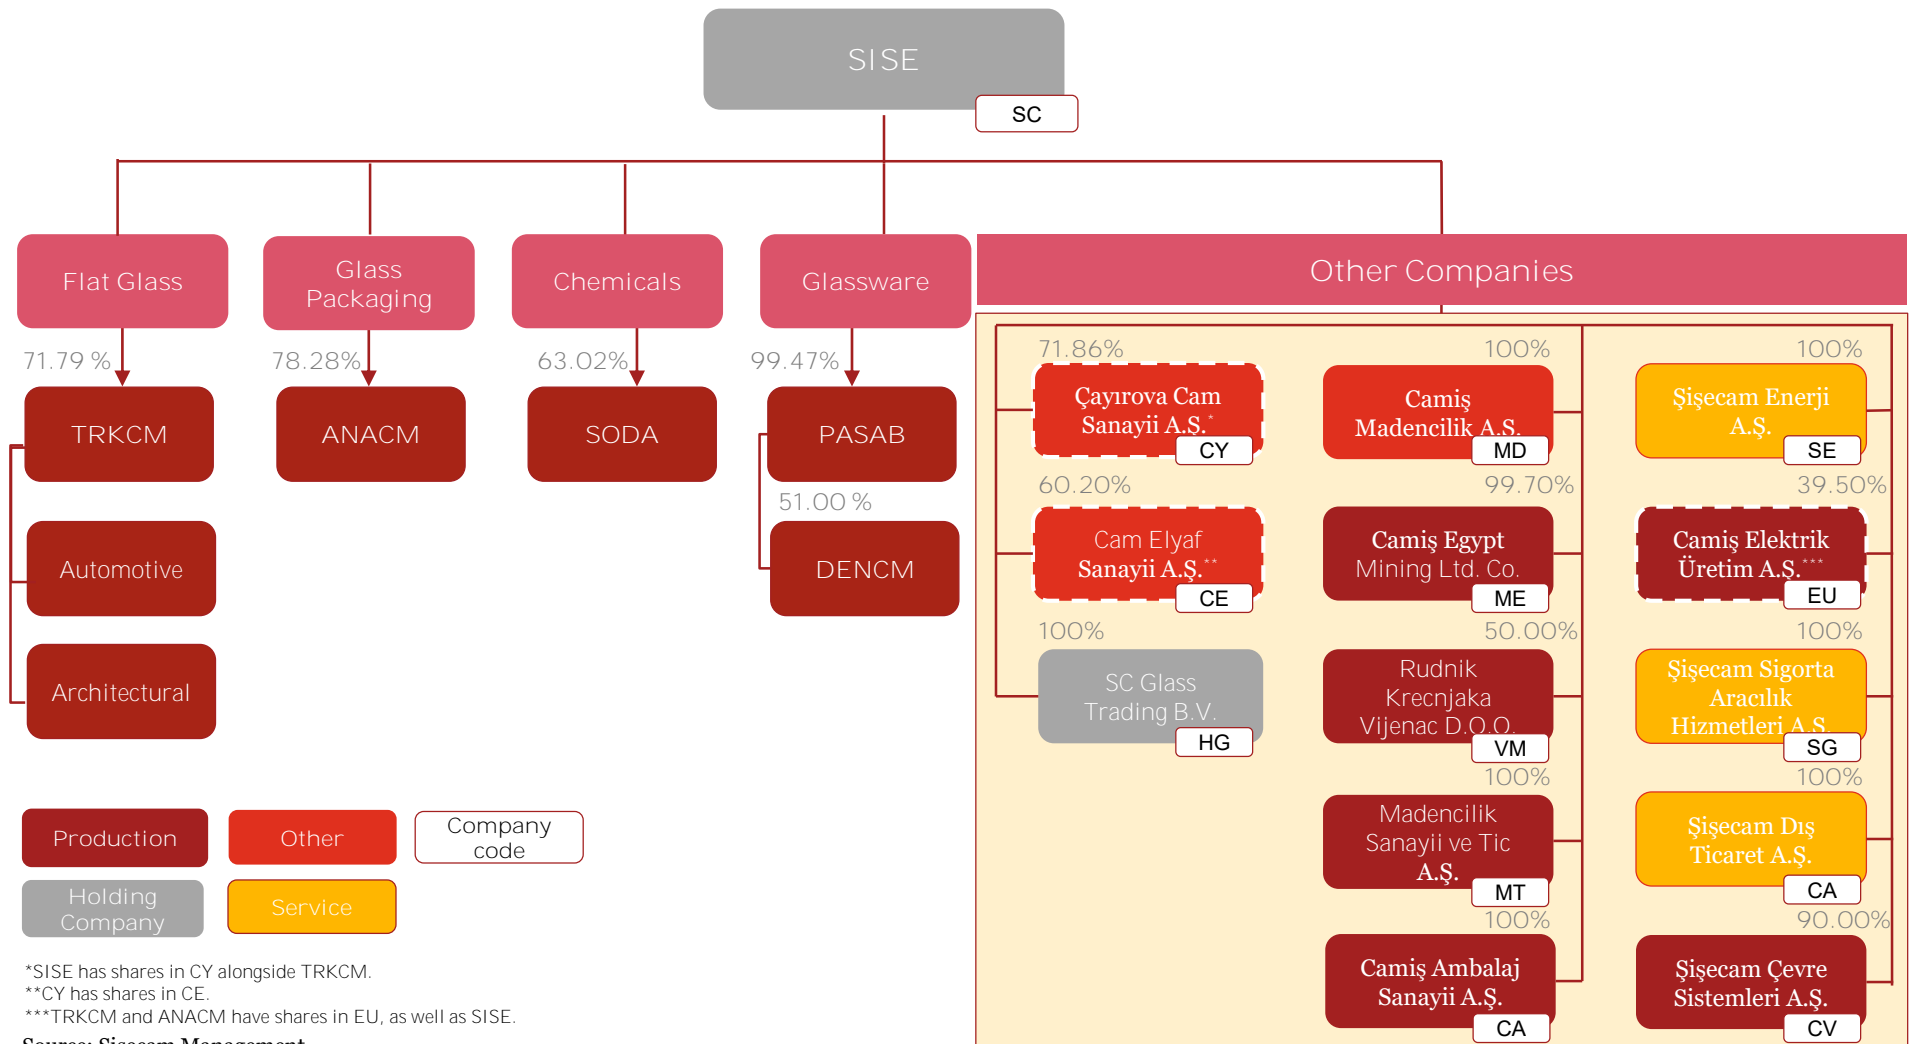 SISE
SC
Flat Glass
Glass
Packaging
Chemicals
Glassware
Other Companies
71.79 %
78.28%
63.02%
99.47%
TRKCM
ANACM
SODA
PASAB
51.00 %
Automotive
DENCM
Architectural
71.86%
Çayırova Cam
Sanayii A.Ş.*
CY
60.20%
Cam Elyaf
Sanayii A.Ş.**
CE
100%
SC Glass
Trading B.V.
HG
100%
Camiş
Madencilik A.Ş.
MD
99.70%
Camiş Egypt
Mining Ltd. Co.
ME
50.00%
Rudnik
Krecnjaka
Vijenac D.O.O.
VM
100%
Madencilik
Sanayii ve Tic
A.Ş.
MT
100%
Camiş Ambalaj
Sanayii A.Ş.
CA
100%
Şişecam Enerji
A.Ş.
SE
39.50%
Camiş Elektrik
Üretim A.Ş.***
EU
100%
Şişecam Sigorta
Aracılık
Hizmetleri A.Ş.
SG
100%
Şişecam Dış
Ticaret A.Ş.
CA
90.00%
Şişecam Çevre
Sistemleri A.Ş.
CV
Production
Other
Company
code
Holding
Company
Service
*SISE has shares in CY alongside TRKCM.
**CY has shares in CE.
***TRKCM and ANACM have shares in EU, as well as SISE.
Source: Şişecam Management